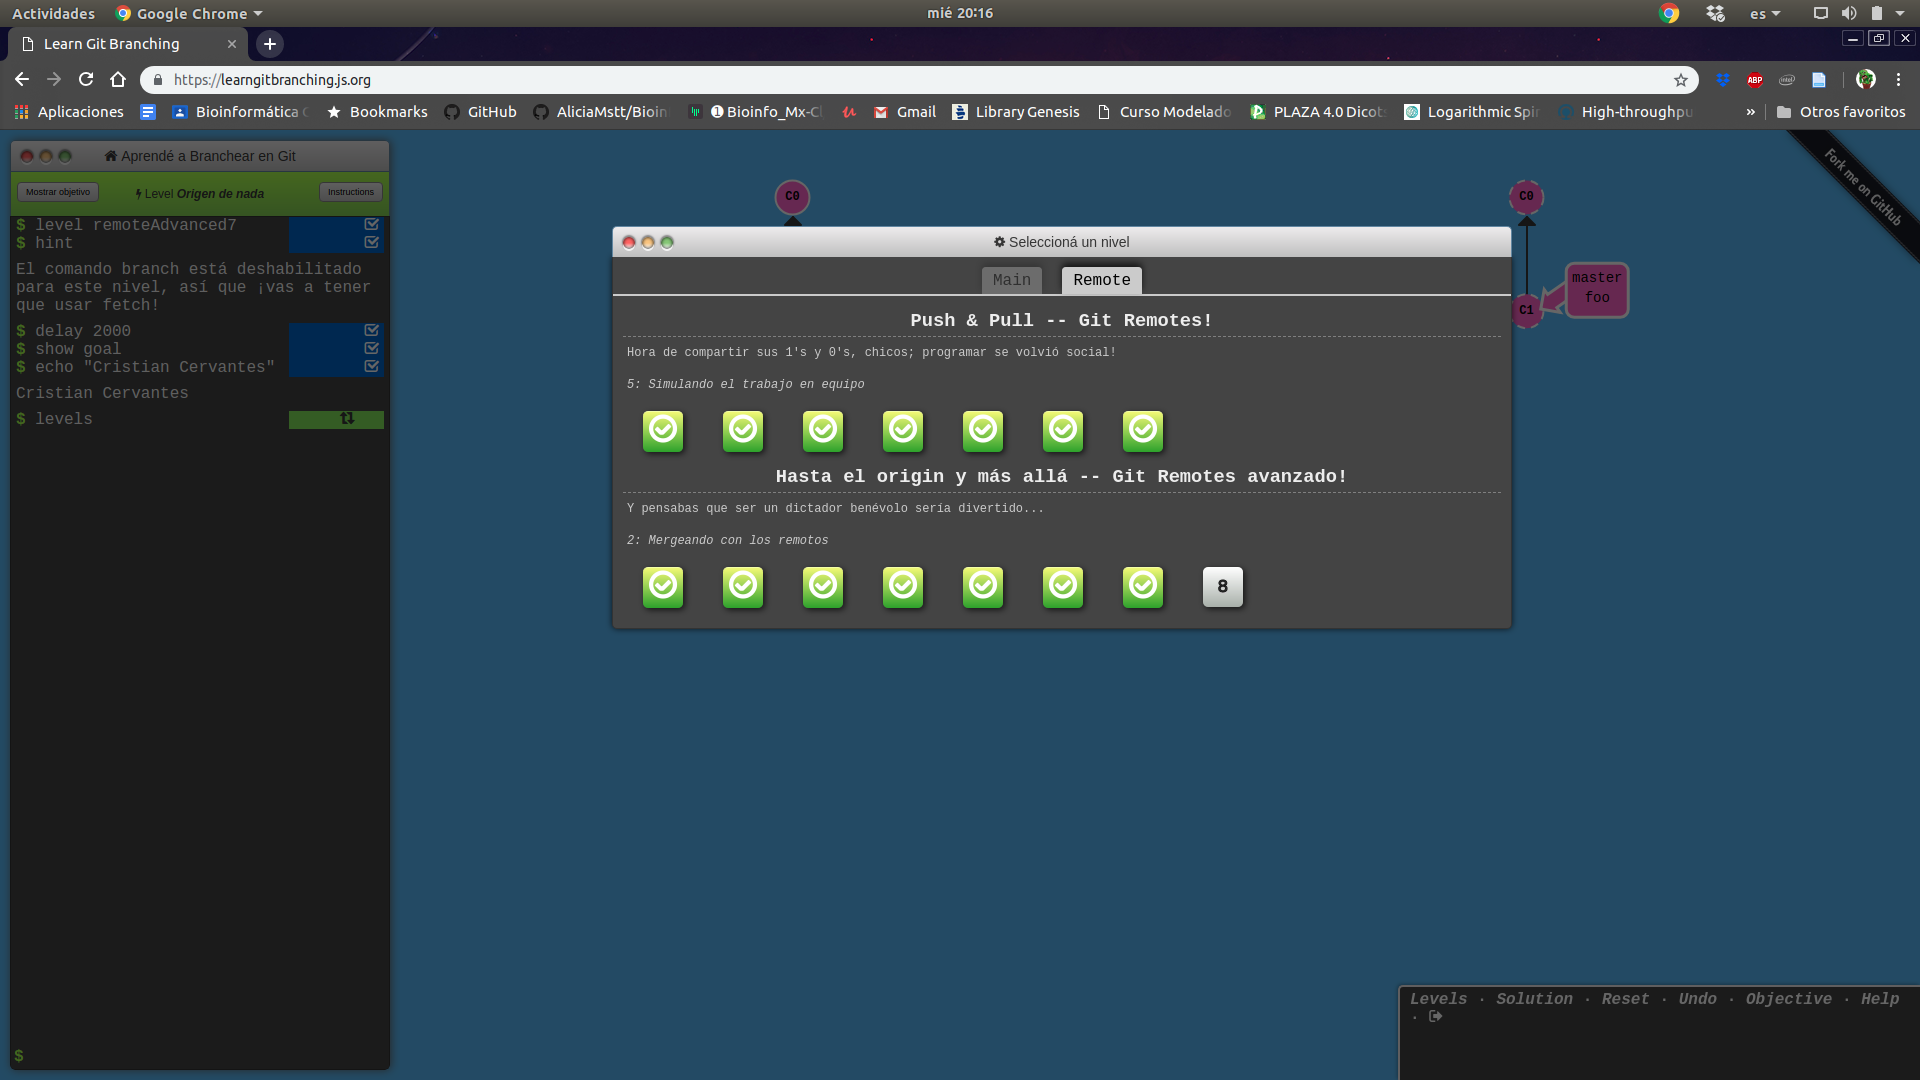 Actividades
Google Chrome
mié 20:16
es
Learn Git Branching
https://learngitbranching.js.org
ABP
Aplicaciones
Bioinformática
Bookmarks
GitHub
AliciaMstt/Bioin
Bioinfo_Mx-C
Gmail
Library Genesis
Curso Modelado
PLAZA 4.0 Dicots
Logarithmic Spir
High-throughpu
»
Otros favoritos
Aprendé a Branchear en Git
Mostrar objetivo
Level Origen de nada
Instructions
$ level remoteAdvanced7
$ hint
El comando branch está deshabilitado
para este nivel, así que ¡vas a tener
que usar fetch!
$ delay 2000
$ show goal
$ echo "Cristian Cervantes"
Cristian Cervantes
$ levels
$
C0
C0
C1
master
foo
Fork me on GitHub
Seleccioná un nivel
Main
Remote
Push & Pull -- Git Remotes!
Hora de compartir sus 1's y 0's, chicos; programar se volvió social!
5: Simulando el trabajo en equipo
Hasta el origin y más allá -- Git Remotes avanzado!
Y pensabas que ser un dictador benévolo sería divertido...
2: Mergeando con los remotos
8
Levels · Solution · Reset · Undo · Objective · Help
·